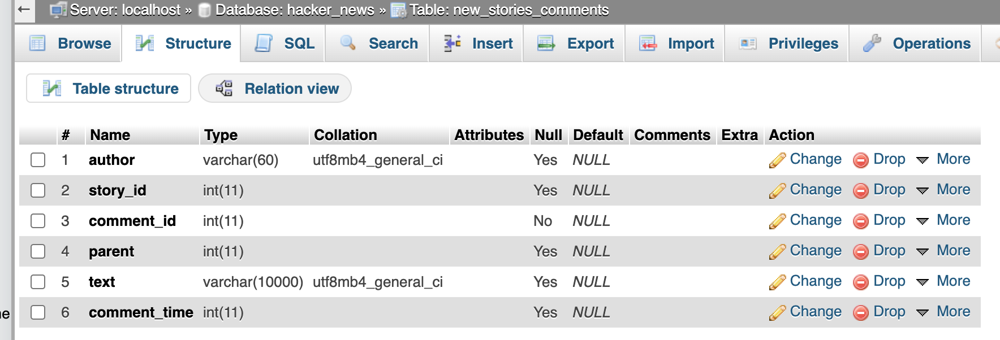 Server: localhost » Database: hacker_news » Table: new_stories_comments
Browse Structure SQL Search Insert Export Import Privileges Operations
Table structure Relation view
# Name Type Collation Attributes Null Default Comments Extra Action
1 author varchar(60) utf8mb4_general_ci Yes NULL Change Drop More
2 story_id int(11) Yes NULL Change Drop More
3 comment_id int(11) No NULL Change Drop More
4 parent int(11) Yes NULL Change Drop More
5 text varchar(10000) utf8mb4_general_ci Yes NULL Change Drop More
6 comment_time int(11) Yes NULL Change Drop More